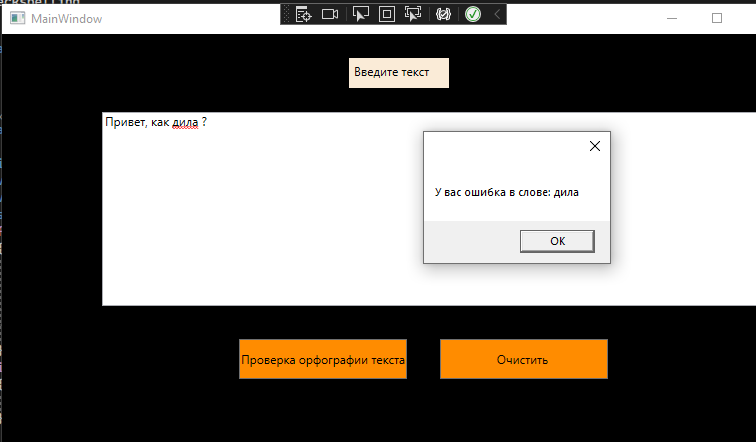 MainWindow
Введите текст
Привет, как дила ?
У вас ошибка в слове: дила
OK
Проверка орфографии текста
Очистить